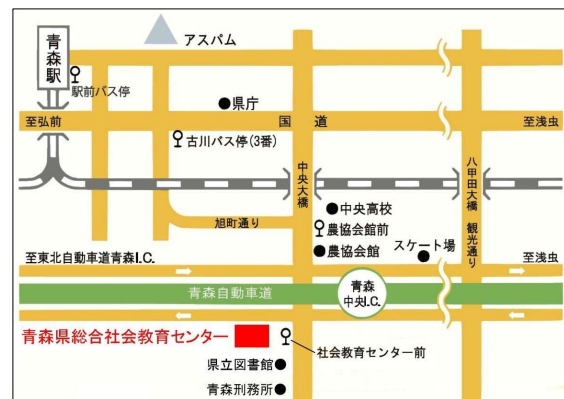 青森駅
アスパム
駅前バス停
県庁
至弘前
国道
至浅虫
古川バス停(3番)
中央大橋
八甲田大橋
観光通り
旭町通り
中央高校
農協会館前
農協会館
スケート場
至東北自動車道青森I.C.
至浅虫
青森自動車道
青森
中央I.C.
青森県総合社会教育センター
社会教育センター前
県立図書館
青森刑務所